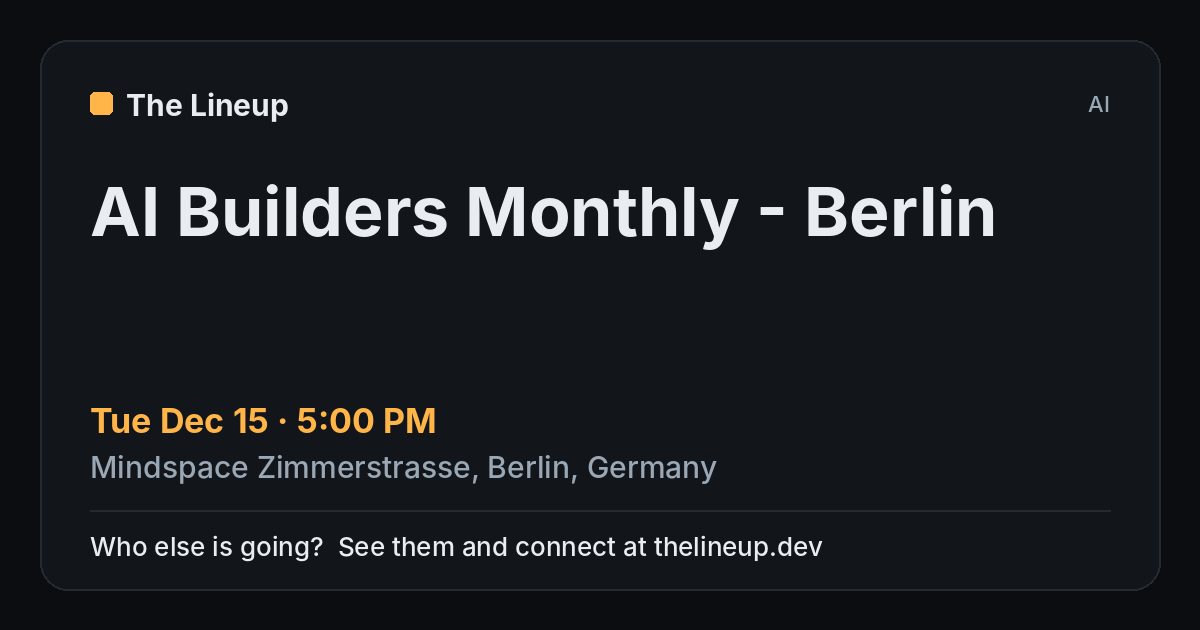 The Lineup
AI
AI Builders Monthly - Berlin
Tue Dec 15 · 5:00 PM
Mindspace Zimmerstrasse, Berlin, Germany
Who else is going?  See them and connect at thelineup.dev